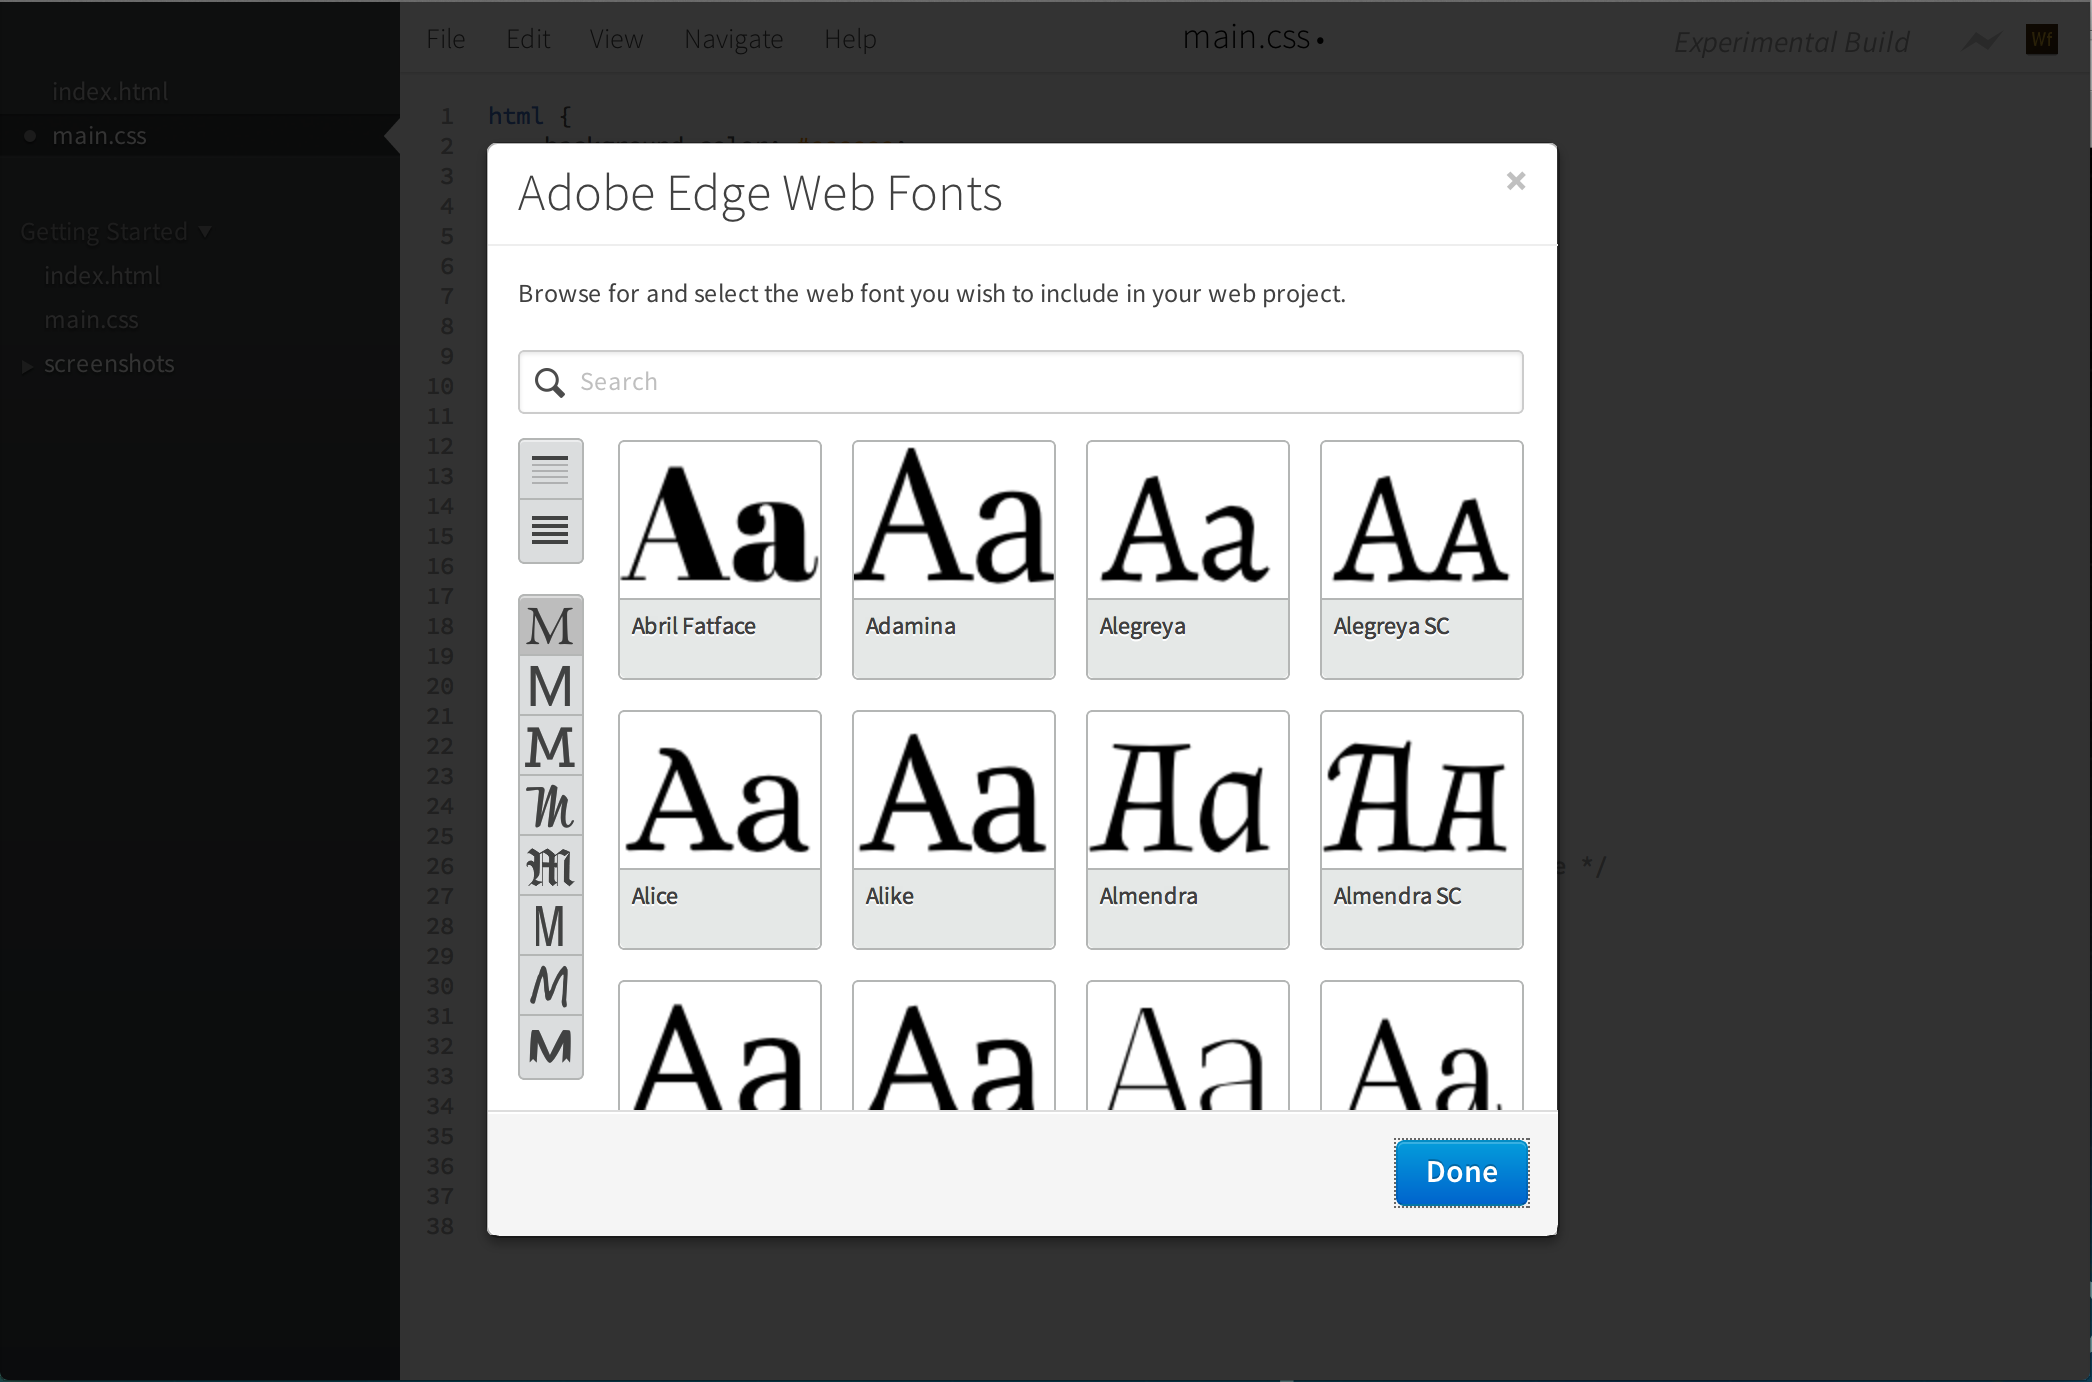 File Edit View Navigate Help
main.css •
Experimental Build
Wf
index.html
main.css
Getting Started
index.html
main.css
screenshots
1 html {
2
3
4
5
6
7
8
9
10
11
12
13
14
15
16
17
18
19
20
21
22
23
24
25
26 e */
27
28
29
30
31
32
33
34
35
36
37
38
Adobe Edge Web Fonts
×
Browse for and select the web font you wish to include in your web project.
Search
M
M
M
M
M
M
M
M
Aa Aa Aa AA
Abril Fatface Adamina Alegreya Alegreya SC
Aa Aa Aa AA
Alice Alike Almendra Almendra SC
Aa Aa Aa Aa
Done